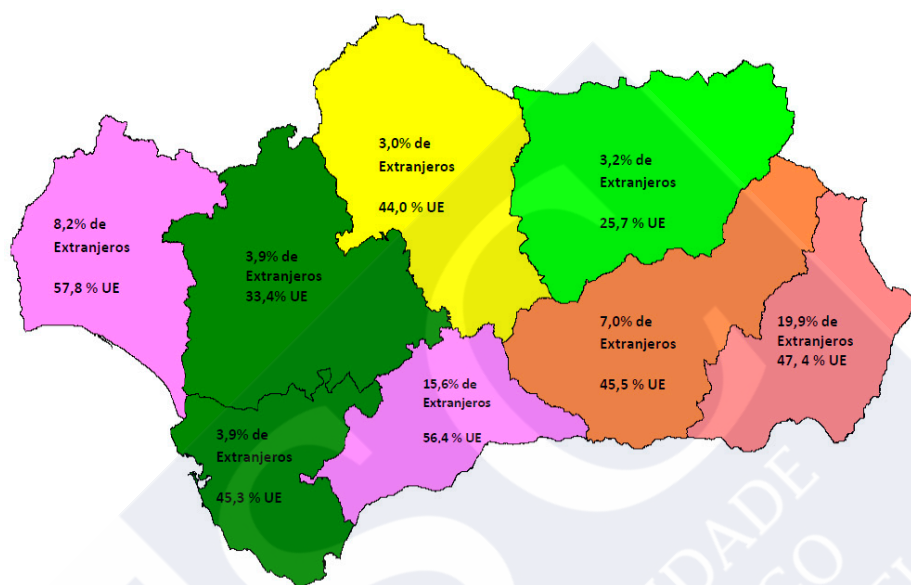 3,0% de
Extranjeros
44,0 % UE
3,2% de
Extranjeros
25,7 % UE
8,2% de
Extranjeros
57,8 % UE
3,9% de
Extranjeros
33,4% UE
7,0% de
Extranjeros
45,5 % UE
19,9% de
Extranjeros
47, 4 % UE
15,6% de
Extranjeros
56,4 % UE
3,9% de
Extranjeros
45,3 % UE